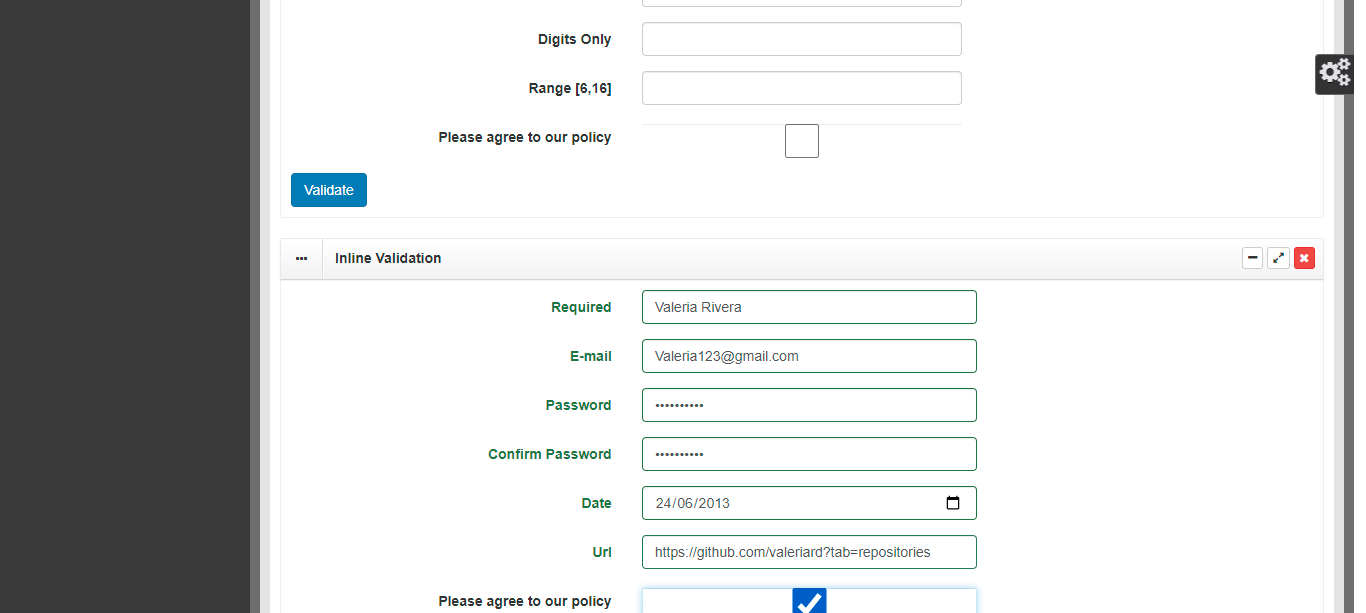 Digits Only
Range [6,16]
Please agree to our policy
Validate
Inline Validation
Required Valeria Rivera
E-mail Valeria123@gmail.com
Password ••••••••••
Confirm Password ••••••••••
Date 24/06/2013
Url https://github.com/valeriard?tab=repositories
Please agree to our policy